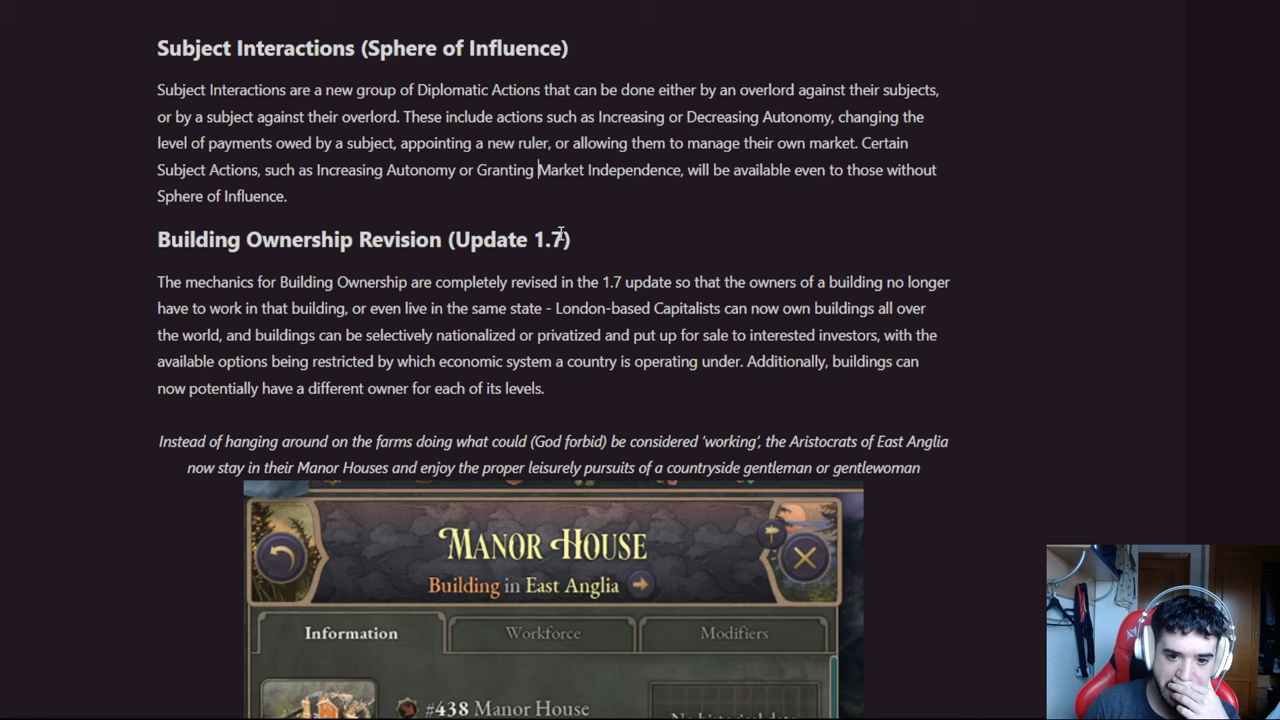 Subject Interactions (Sphere of Influence)
Subject Interactions are a new group of Diplomatic Actions that can be done either by an overlord against their subjects,
or by a subject against their overlord. These include actions such as Increasing or Decreasing Autonomy, changing the
level of payments owed by a subject, appointing a new ruler, or allowing them to manage their own market. Certain
Subject Actions, such as Increasing Autonomy or Granting Market Independence, will be available even to those without
Sphere of Influence.
Building Ownership Revision (Update 1.7)
The mechanics for Building Ownership are completely revised in the 1.7 update so that the owners of a building no longer
have to work in that building, or even live in the same state - London-based Capitalists can now own buildings all over
the world, and buildings can be selectively nationalized or privatized and put up for sale to interested investors, with the
available options being restricted by which economic system a country is operating under. Additionally, buildings can
now potentially have a different owner for each of its levels.
Instead of hanging around on the farms doing what could (God forbid) be considered ‘working’, the Aristocrats of East Anglia
now stay in their Manor Houses and enjoy the proper leisurely pursuits of a countryside gentleman or gentlewoman
MANOR HOUSE
Building in East Anglia
Information Workforce Modifiers
#438 Manor House
No historical data